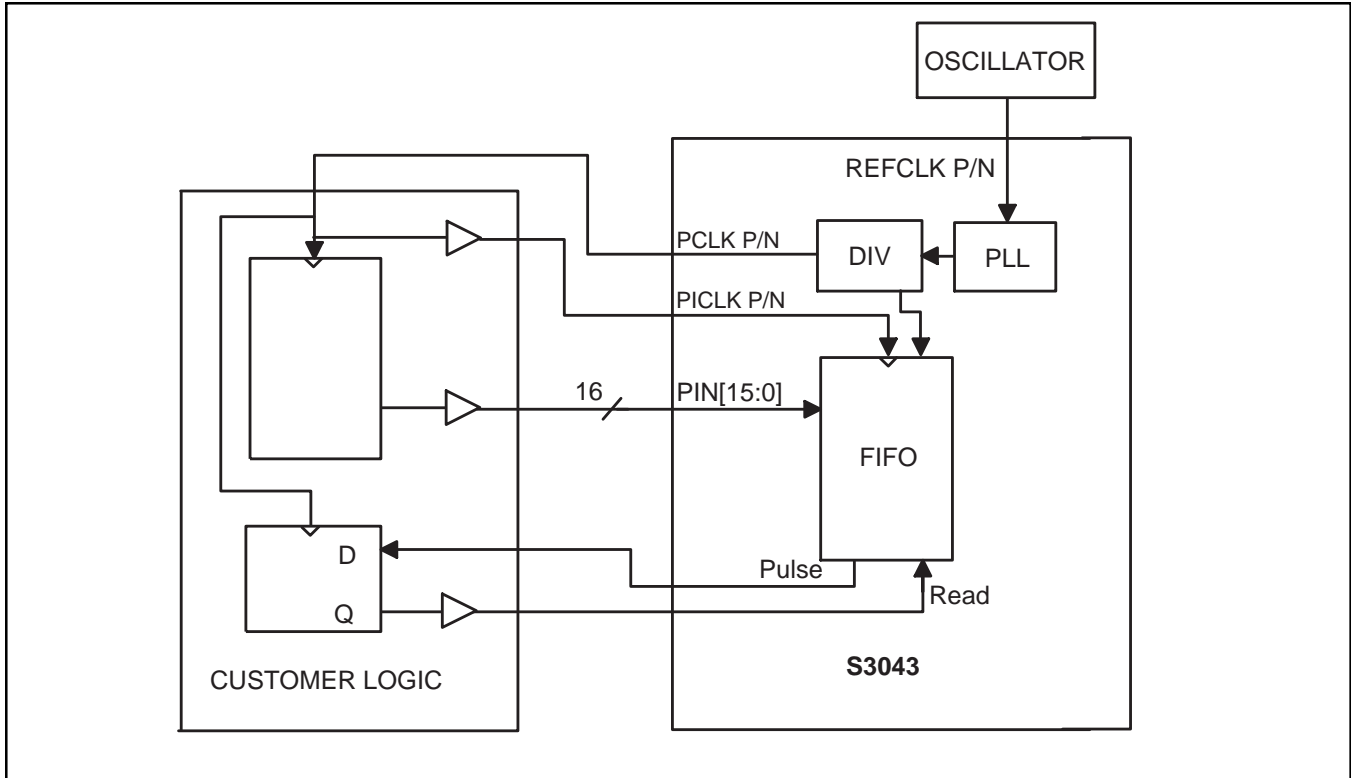 OSCILLATOR
REFCLK P/N
PCLK P/N
DIV
PLL
PICLK P/N
16
PIN[15:0]
FIFO
D
Pulse
Q
Read
S3043
CUSTOMER LOGIC